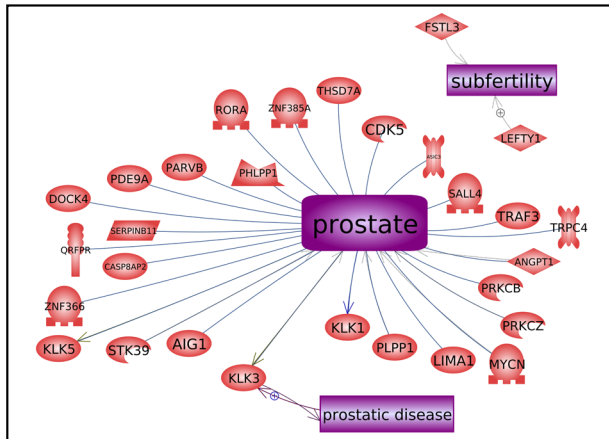 FSTL3
subfertility
THSD7A
ZNF385A
RORA
CDK5
LEFTY1
ASIC3
PARVB
PHLPP1
PDE9A
SALL4
DOCK4
prostate
TRAF3
TRPC4
SERPINB11
QRFPR
CASP8AP2
ANGPT1
PRKCB
ZNF366
PRKCZ
KLK1
KLK5
STK39
AIG1
PLPP1
LIMA1
MYCN
KLK3
prostatic disease